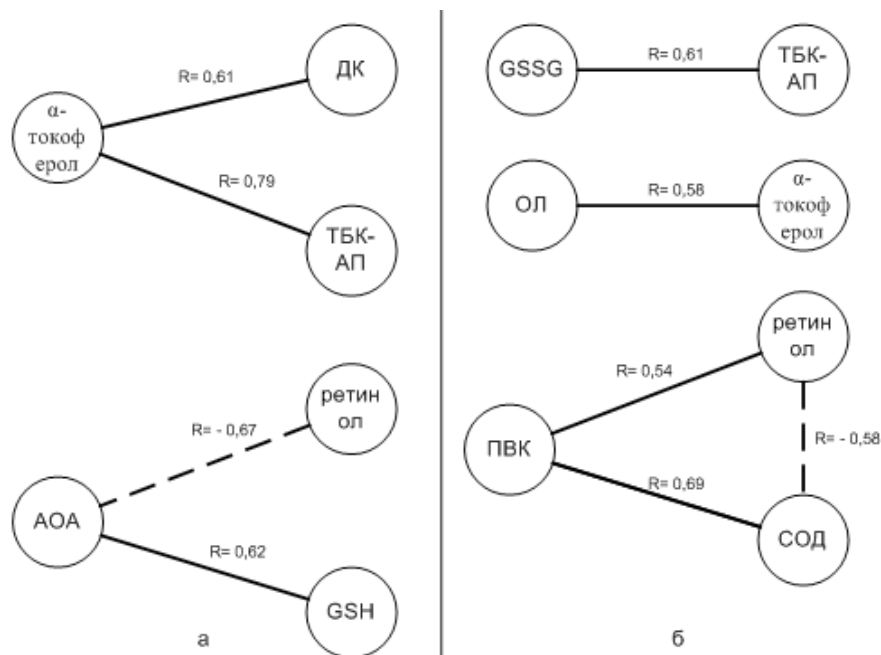 ДК
R= 0,61
α-
токоф
ерол
R= 0,79
ТБК-
АП
ретин
ол
R= - 0,67
АОА
R= 0,62
GSH
а
GSSG
R= 0,61
ТБК-
АП
ОЛ
R= 0,58
α-
токоф
ерол
ретин
ол
R= 0,54
ПВК
R= - 0,58
R= 0,69
СОД
б